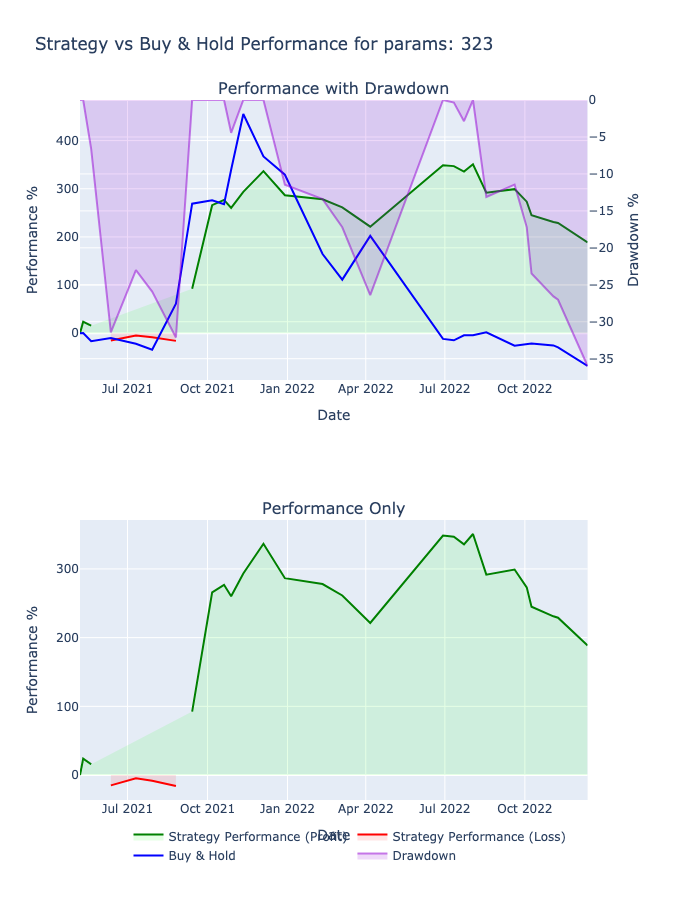 Strategy vs Buy & Hold Performance for params: 323
Performance with Drawdown
400
300
200
100
0
Performance %
0
−5
−10
−15
−20
−25
−30
−35
Drawdown %
Jul 2021 Oct 2021 Jan 2022 Apr 2022 Jul 2022 Oct 2022
Date
Performance Only
300
200
100
0
Performance %
Jul 2021 Oct 2021 Jan 2022 Apr 2022 Jul 2022 Oct 2022
Date
Strategy Performance (Profit) Strategy Performance (Loss)
Buy & Hold Drawdown